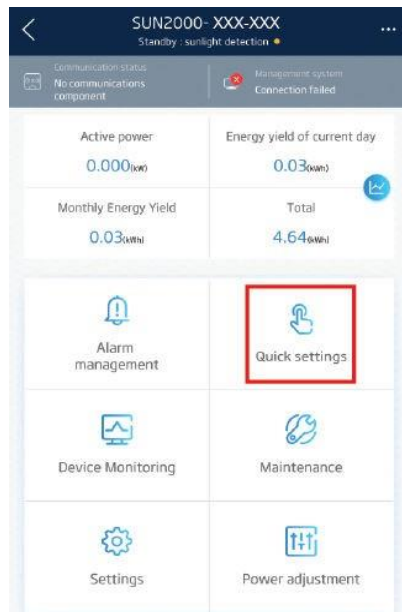 SUN2000- XXX-XXX
Standby : sunlight detection
Communication status
No communications
component
Management system
Connection failed
Active power
0.000(kW)
Energy yield of current day
0.03(kWh)
Monthly Energy Yield
0.03(kWh)
Total
4.64(kWh)
Alarm
management
Quick settings
Device Monitoring
Maintenance
Settings
Power adjustment